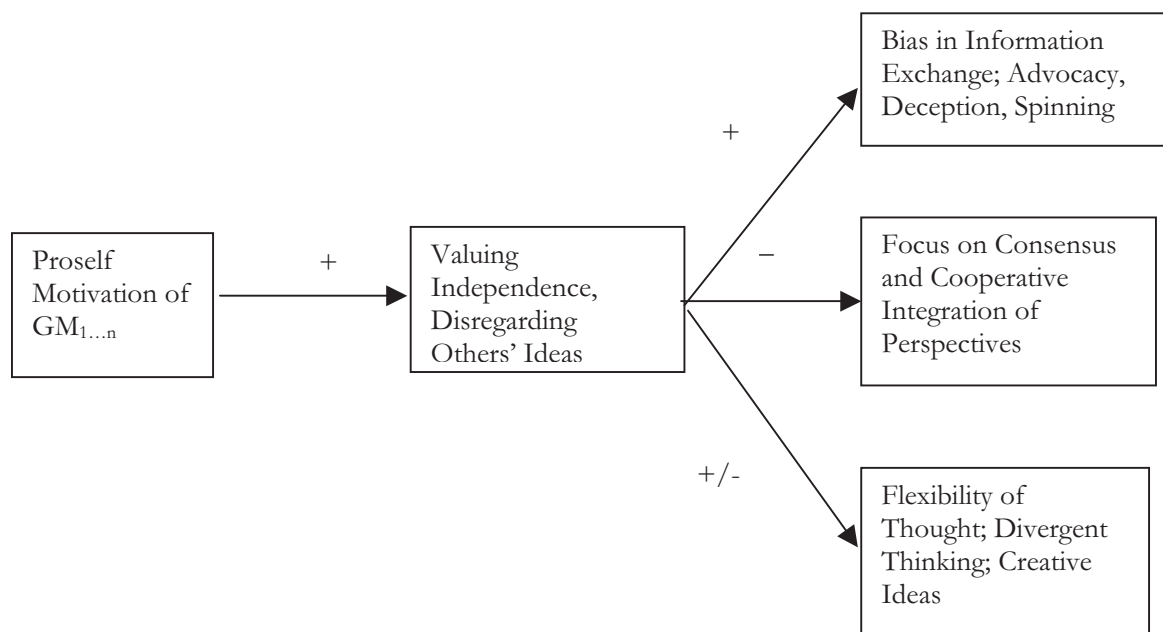 Proself
Motivation of
GM1…n
+
Valuing
Independence,
Disregarding
Others’ Ideas
+
Bias in Information
Exchange; Advocacy,
Deception, Spinning
−
Focus on Consensus
and Cooperative
Integration of
Perspectives
+/-
Flexibility of
Thought; Divergent
Thinking; Creative
Ideas